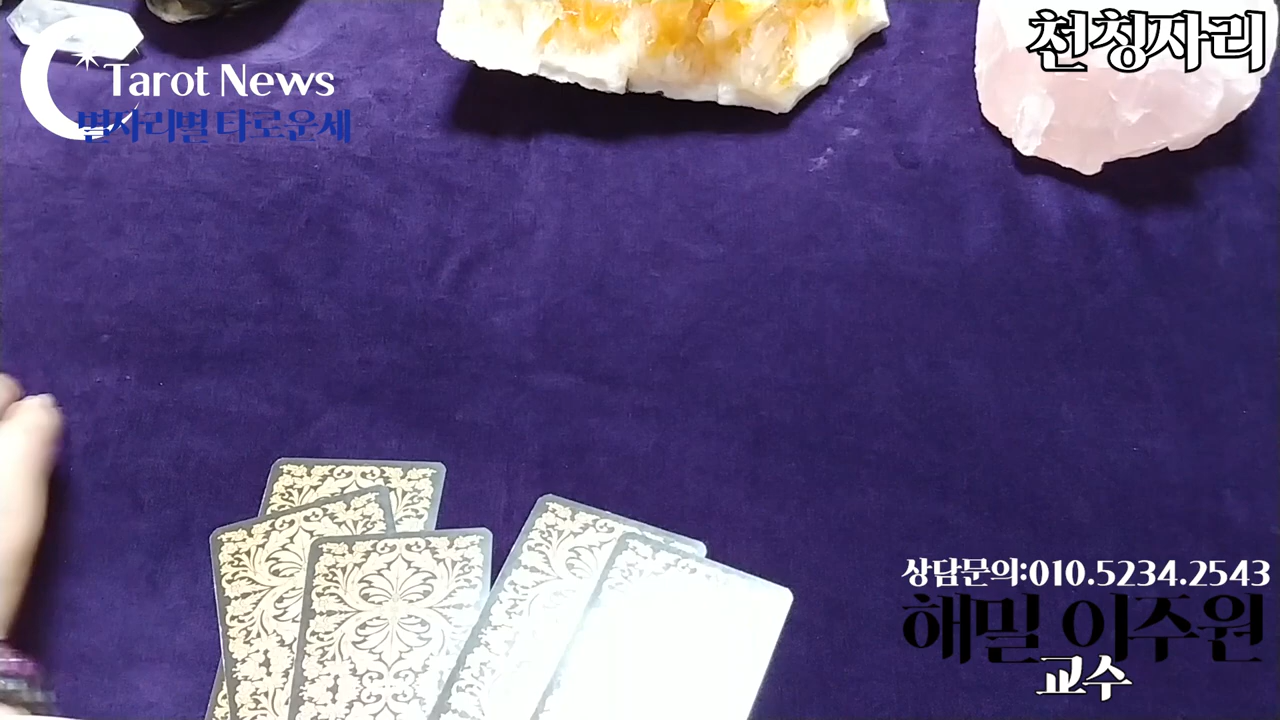 Tarot News
별자리별 타로운세
천칭자리
상담문의:010.5234.2543
해밀 이주원
교수